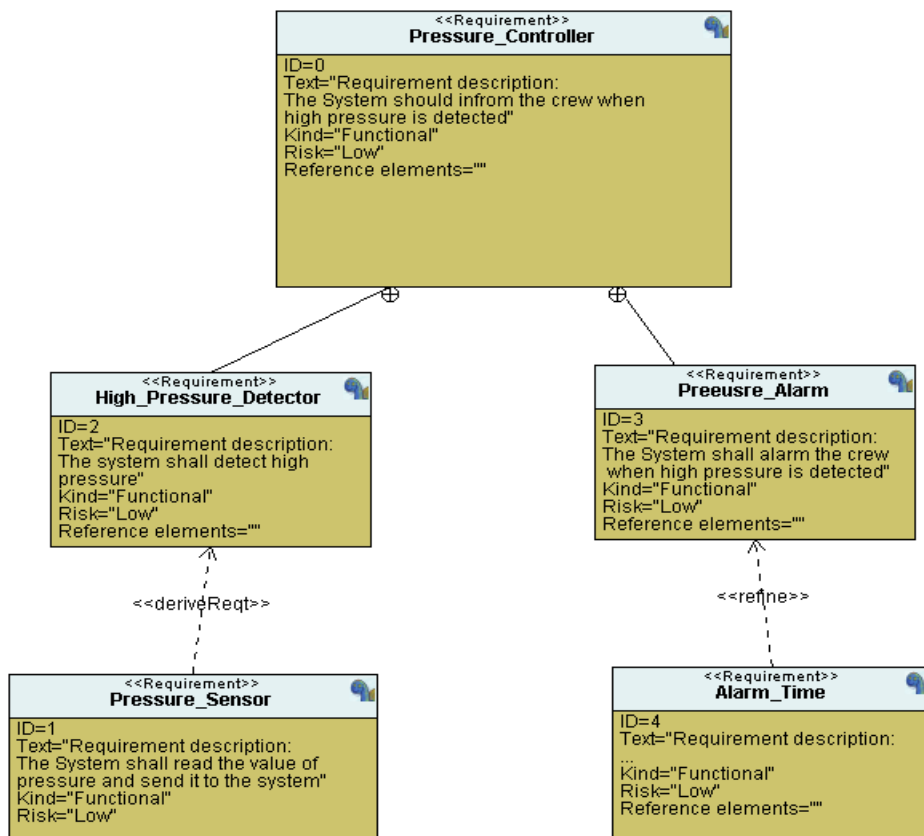 <<Requirement>>
Pressure_Controller
ID=0
Text="Requirement description:
The System should infrom the crew when
high pressure is detected"
Kind="Functional"
Risk="Low"
Reference elements=""
<<Requirement>>
High_Pressure_Detector
ID=2
Text="Requirement description:
The system shall detect high
pressure"
Kind="Functional"
Risk="Low"
Reference elements=""
<<Requirement>>
Preeusre_Alarm
ID=3
Text="Requirement description:
The System shall alarm the crew
when high pressure is detected"
Kind="Functional"
Risk="Low"
Reference elements=""
<<deriveReqt>>
<<refine>>
<<Requirement>>
Pressure_Sensor
ID=1
Text="Requirement description:
The System shall read the value of
pressure and send it to the system"
Kind="Functional"
Risk="Low"
<<Requirement>>
Alarm_Time
ID=4
Text="Requirement description:
...
Kind="Functional"
Risk="Low"
Reference elements=""